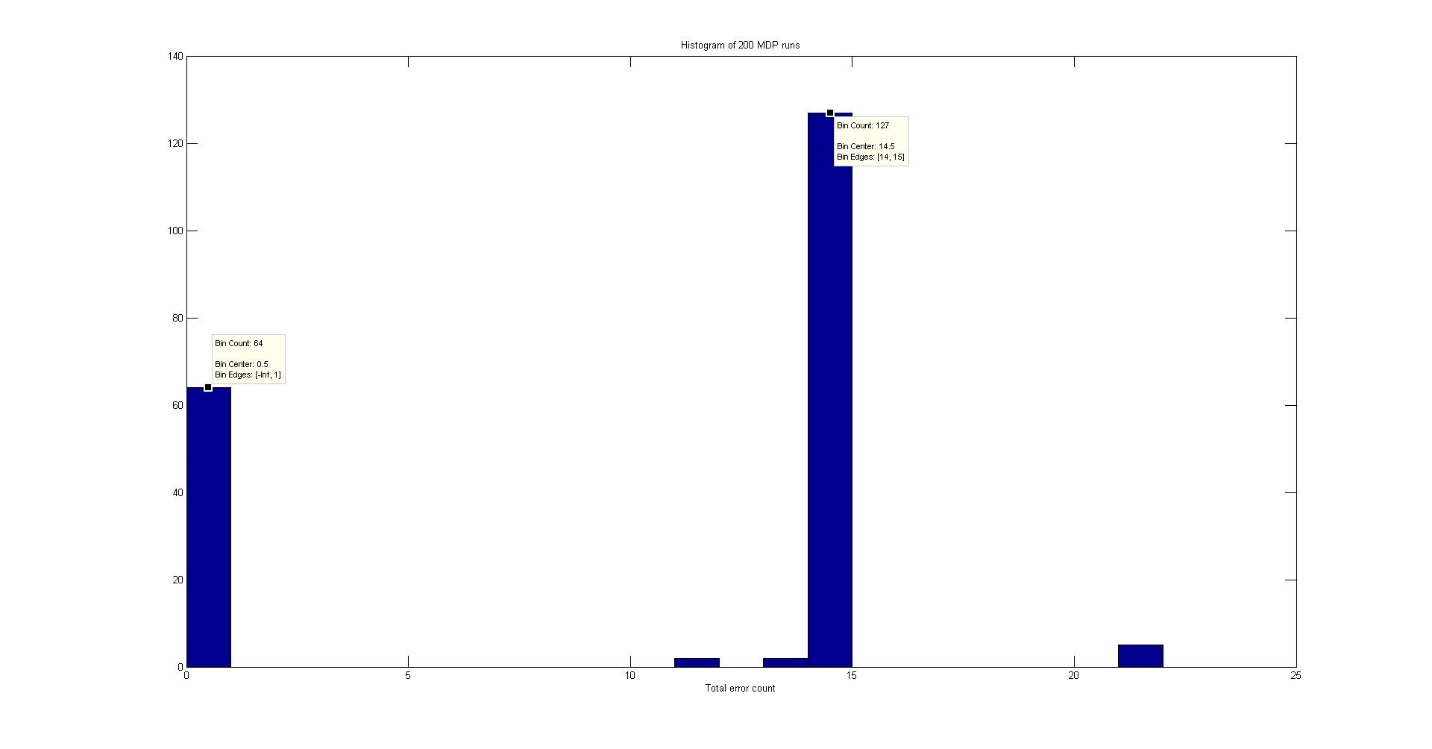 Histogram of 200 MDP runs
140
120
100
80
60
40
20
0
Bin Count: 64
Bin Center: 0.5
Bin Edges: [-Inf, 1]
Bin Count: 127
Bin Center: 14.5
Bin Edges: [14, 15]
0 5 10 15 20 25
Total error count